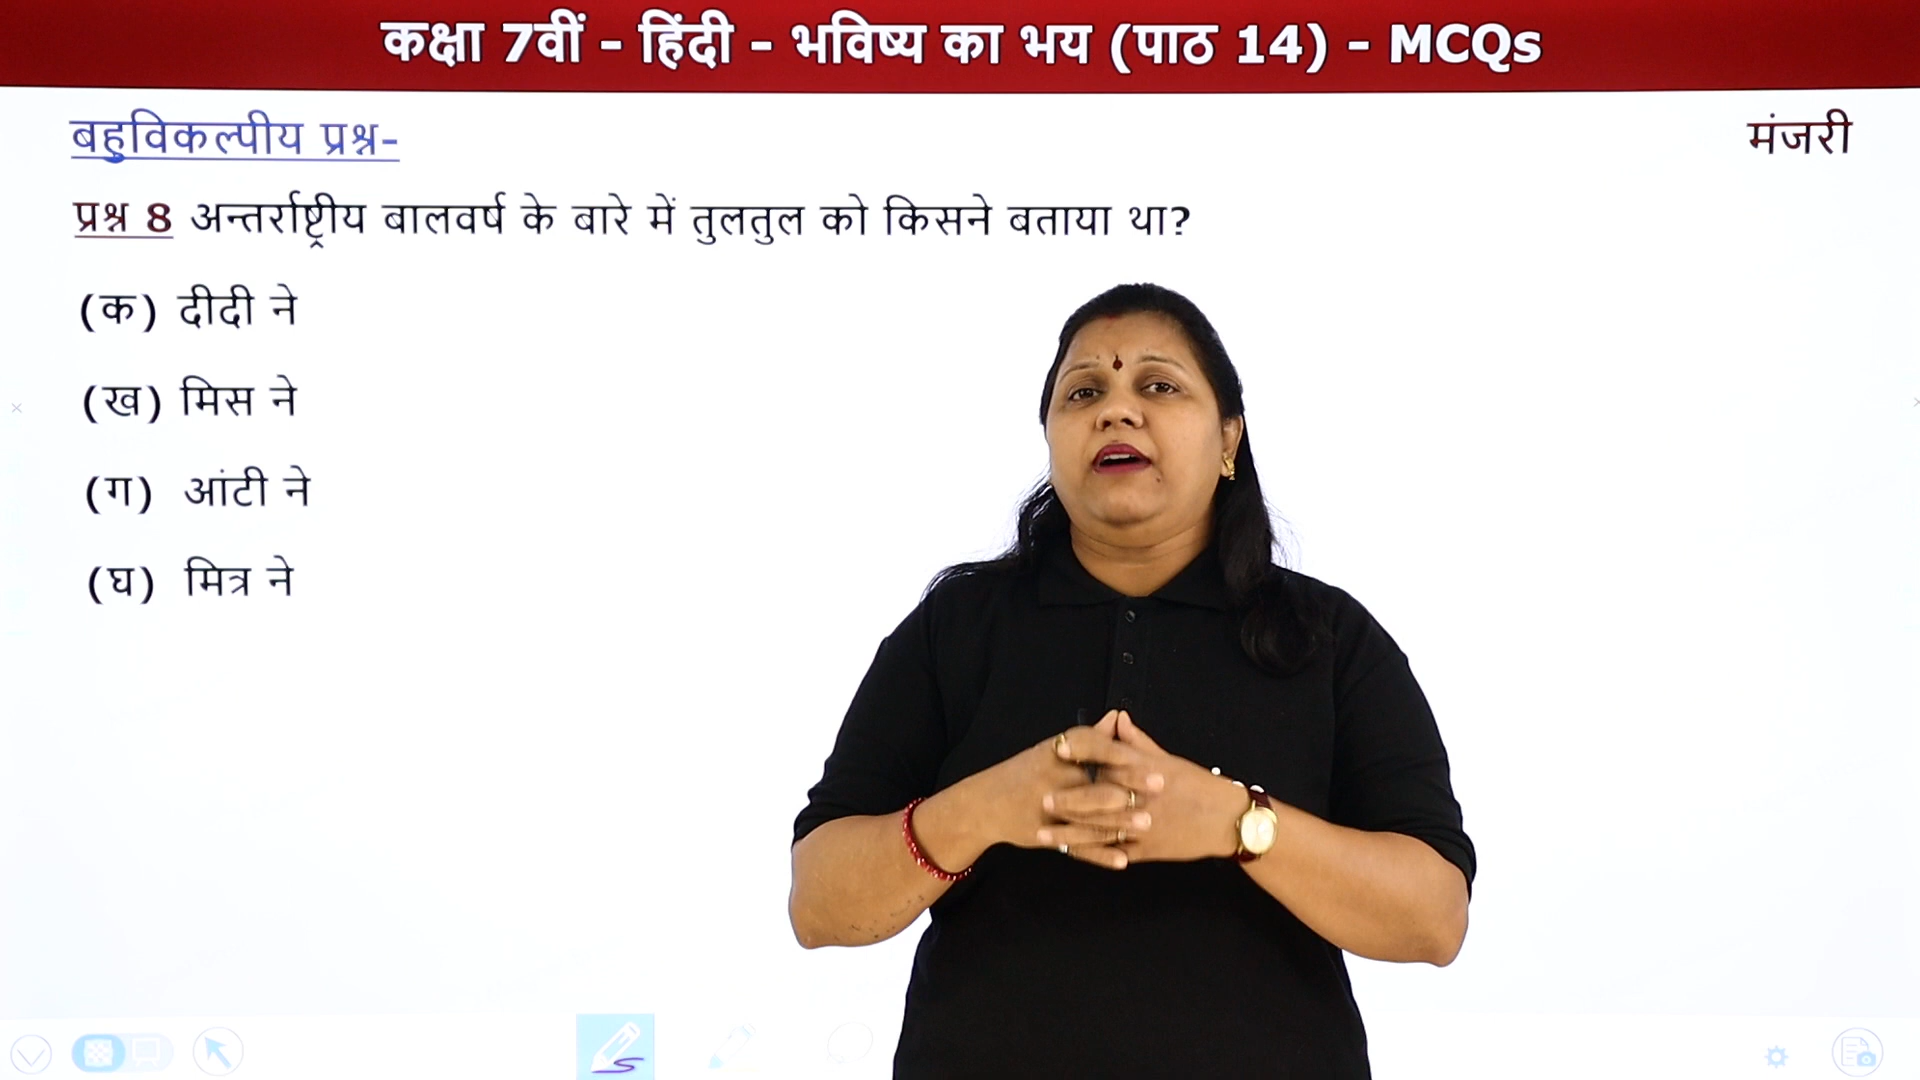 कक्षा 7वीं - हिंदी - भविष्य का भय (पाठ 14) - MCQs
बहुविकल्पीय प्रश्न-
मंजरी
प्रश्न 8 अन्तर्राष्ट्रीय बालवर्ष के बारे में तुलतुल को किसने बताया था?
(क) दीदी ने
(ख) मिस ने
(ग) आंटी ने
(घ) मित्र ने